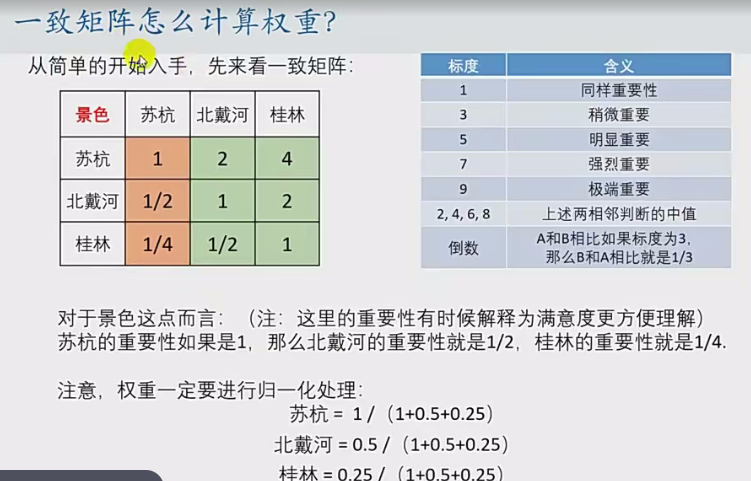 一致矩阵怎么计算权重?
从简单的开始入手，先来看一致矩阵:
景色 苏杭 北戴河 桂林
苏杭 1 2 4
北戴河 1/2 1 2
桂林 1/4 1/2 1
标度 含义
1 同样重要性
3 稍微重要
5 明显重要
7 强烈重要
9 极端重要
2, 4, 6, 8 上述两相邻判断的中值
倒数 A和B相比如果标度为3,
那么B和A相比就是1/3
对于景色这点而言: （注: 这里的重要性有时候解释为满意度更方便理解）
苏杭的重要性如果是1, 那么北戴河的重要性就是1/2, 桂林的重要性就是1/4.
注意，权重一定要进行归一化处理:
苏杭 = 1 /（1+0.5+0.25）
北戴河 = 0.5 /（1+0.5+0.25）
桂林 = 0.25 /（1+0.5+0.25）